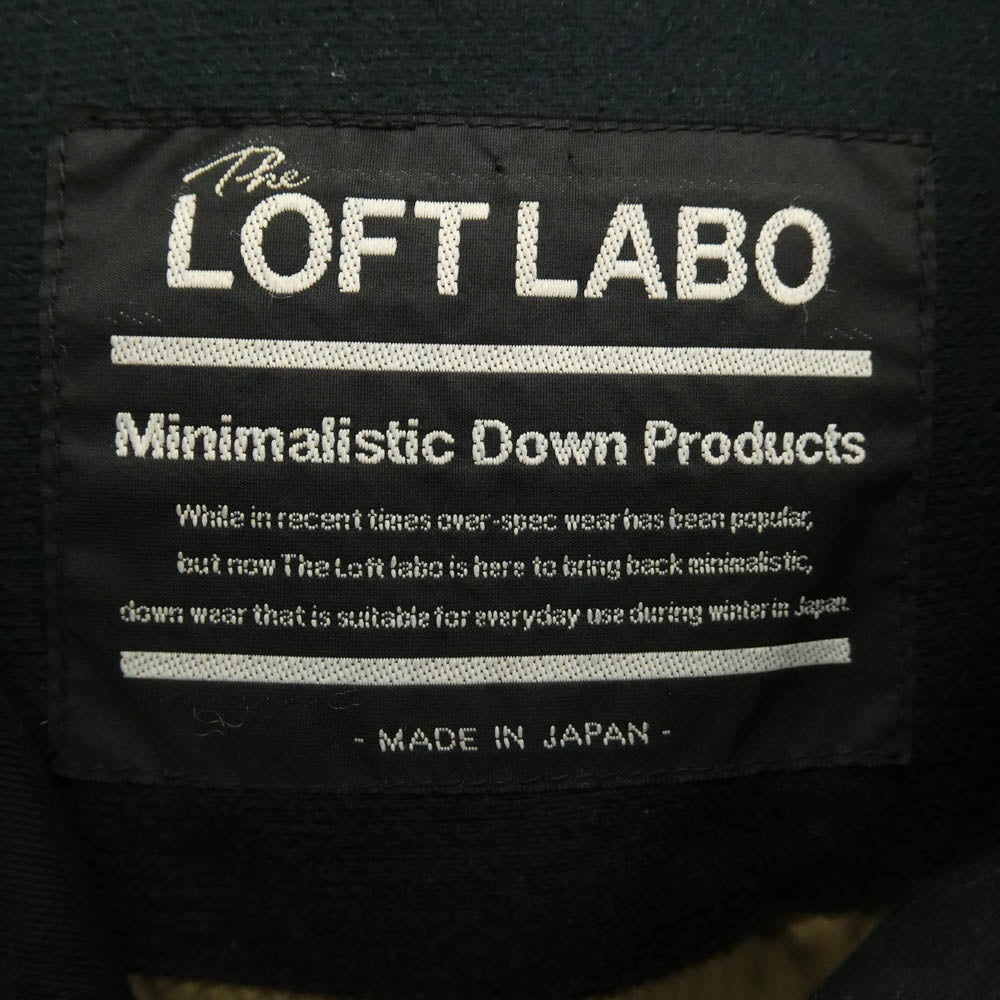 The
LOFT LABO
Minimalistic Down Products
While in recent times over-spec wear has been popular,
but now The Loft labo is here to bring back minimalistic,
down wear that is suitable for everyday use during winter in Japan.
- MADE IN JAPAN -